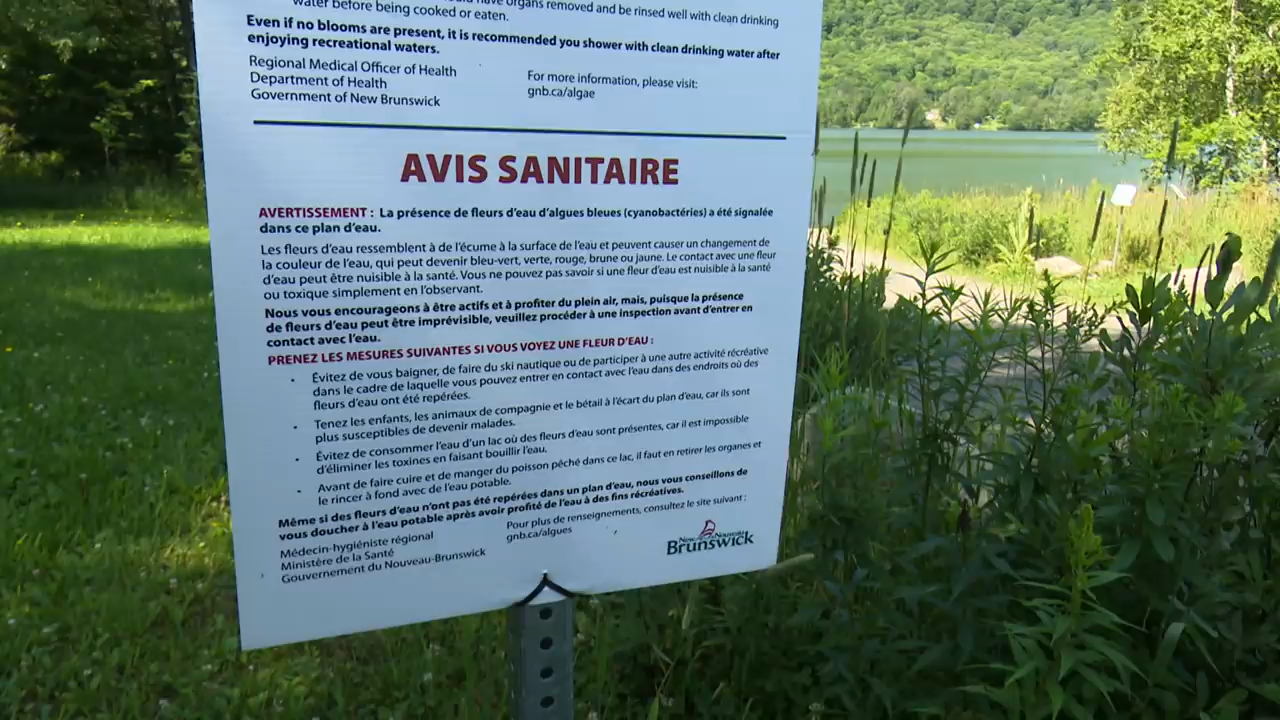 have organs removed and be rinsed well with clean drinking
water before being cooked or eaten.
Even if no blooms are present, it is recommended you shower with clean drinking water after
enjoying recreational waters.
Regional Medical Officer of Health
Department of Health
Government of New Brunswick
For more information, please visit:
gnb.ca/algae
AVIS SANITAIRE
AVERTISSEMENT : La présence de fleurs d'eau d'algues bleues (cyanobactéries) a été signalée
dans ce plan d'eau.
Les fleurs d'eau ressemblent à de l'écume à la surface de l'eau et peuvent causer un changement de
la couleur de l'eau, qui peut devenir bleu-vert, verte, rouge, brune ou jaune. Le contact avec une fleur
d'eau peut être nuisible à la santé. Vous ne pouvez pas savoir si une fleur d'eau est nuisible à la santé
ou toxique simplement en l'observant.
Nous vous encourageons à être actifs et à profiter du plein air, mais, puisque la présence
de fleurs d'eau peut être imprévisible, veuillez procéder à une inspection avant d'entrer en
contact avec l'eau.
PRENEZ LES MESURES SUIVANTES SI VOUS VOYEZ UNE FLEUR D'EAU :
• Évitez de vous baigner, de faire du ski nautique ou de participer à une autre activité récréative
dans le cadre de laquelle vous pouvez entrer en contact avec l'eau dans des endroits où des
fleurs d'eau ont été repérées.
• Tenez les enfants, les animaux de compagnie et le bétail à l'écart du plan d'eau, car ils sont
plus susceptibles de devenir malades.
• Évitez de consommer l'eau d'un lac où des fleurs d'eau sont présentes, car il est impossible
d'éliminer les toxines en faisant bouillir l'eau.
• Avant de faire cuire et de manger du poisson pêché dans ce lac, il faut en retirer les organes et
le rincer à fond avec de l'eau potable.
Même si des fleurs d'eau n'ont pas été repérées dans un plan d'eau, nous vous conseillons de
vous doucher à l'eau potable après avoir profité de l'eau à des fins récréatives.
Médecin-hygiéniste régional
Ministère de la Santé
Gouvernement du Nouveau-Brunswick
Pour plus de renseignements, consultez le site suivant :
gnb.ca/algues
New Nouveau
Brunswick